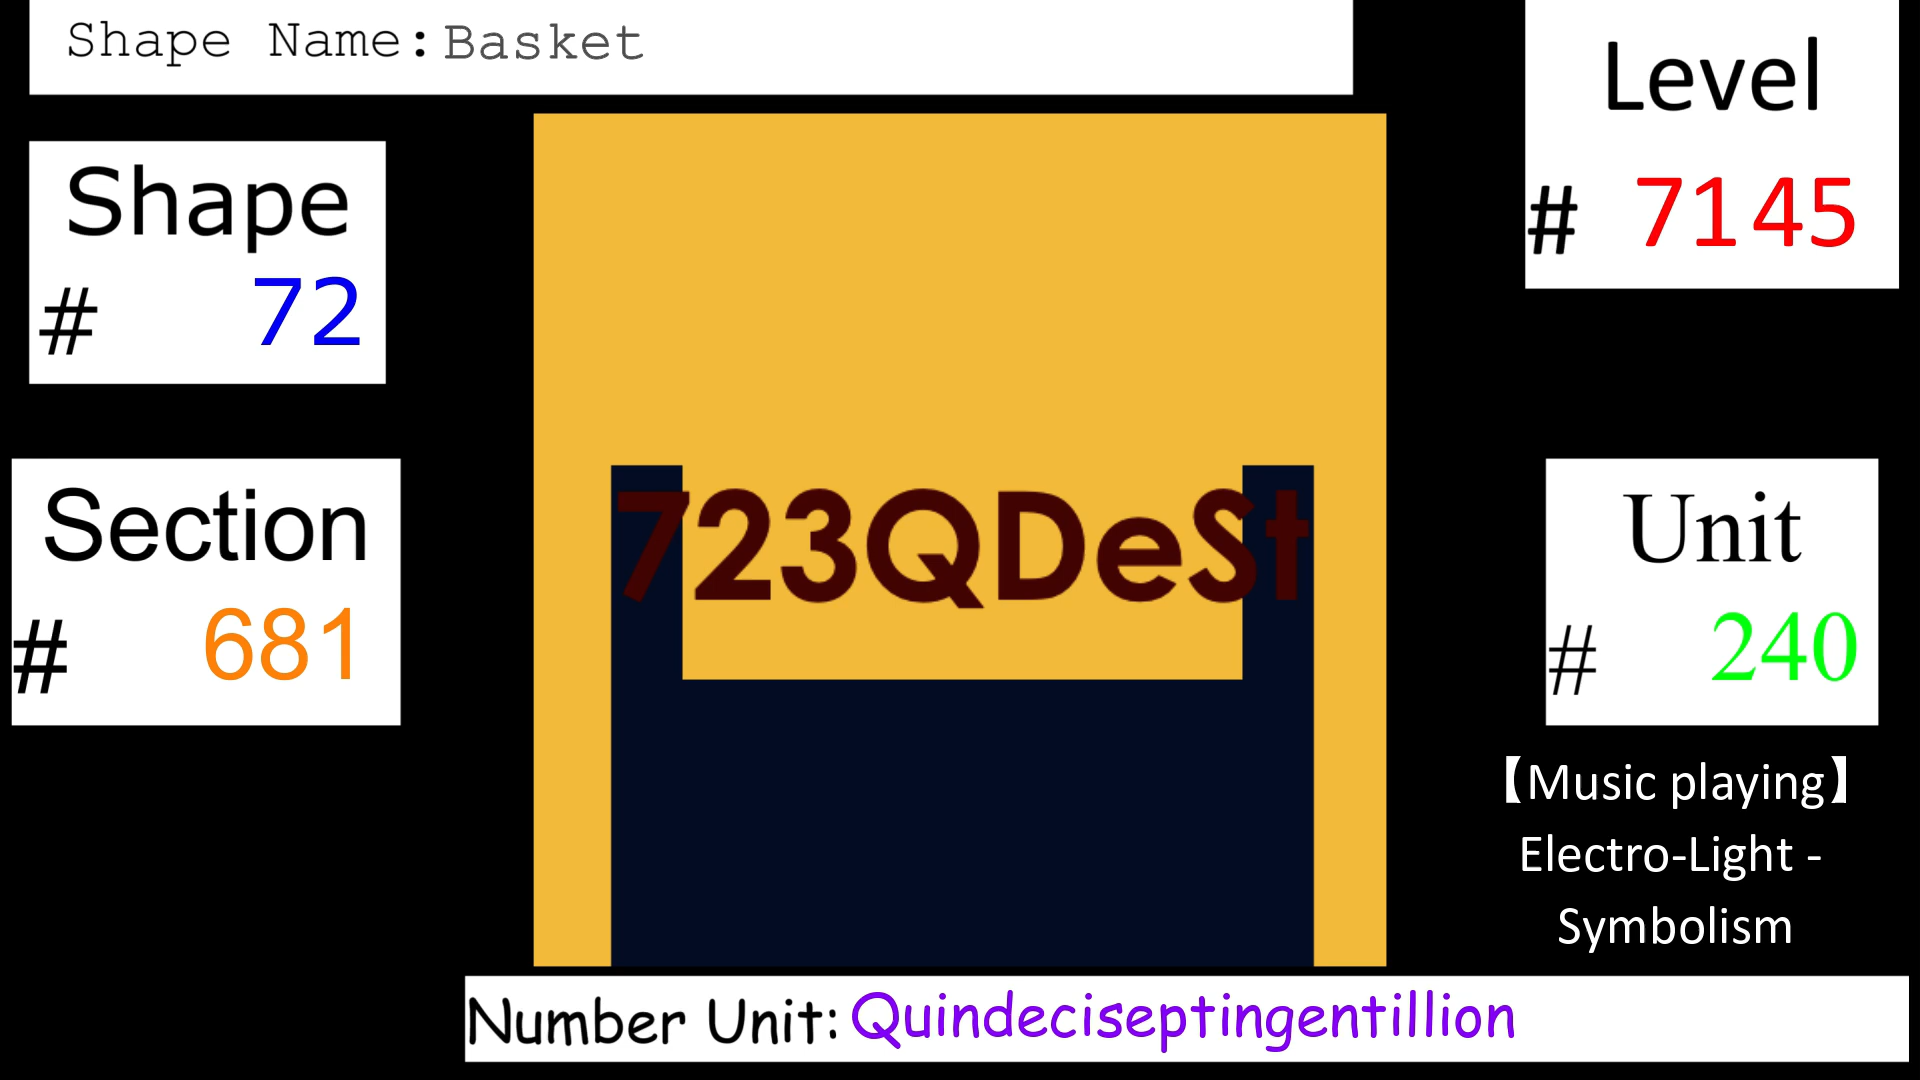 Shape Name: Basket
Level
# 7145
Shape
# 72
723QDeSt
Section
# 681
Unit
# 240
【Music playing】
Electro-Light -
Symbolism
Number Unit: Quindeciseptingentillion